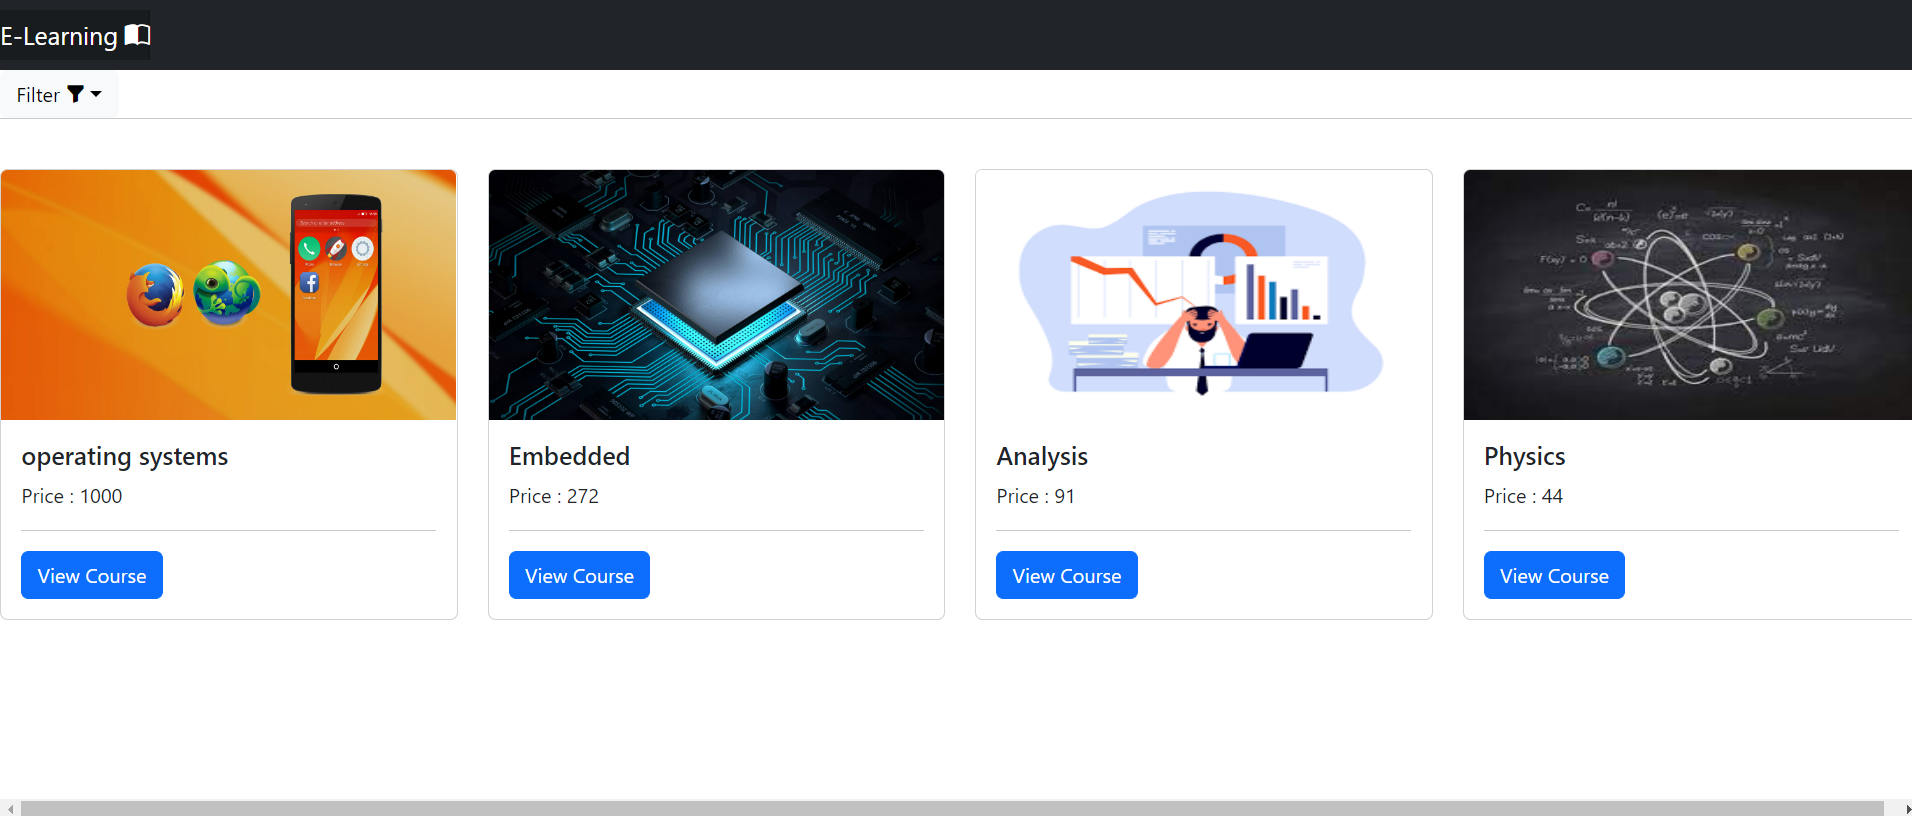 E-Learning
Filter
operating systems
Price : 1000
View Course
Embedded
Price : 272
View Course
Analysis
Price : 91
View Course
Physics
Price : 44
View Course